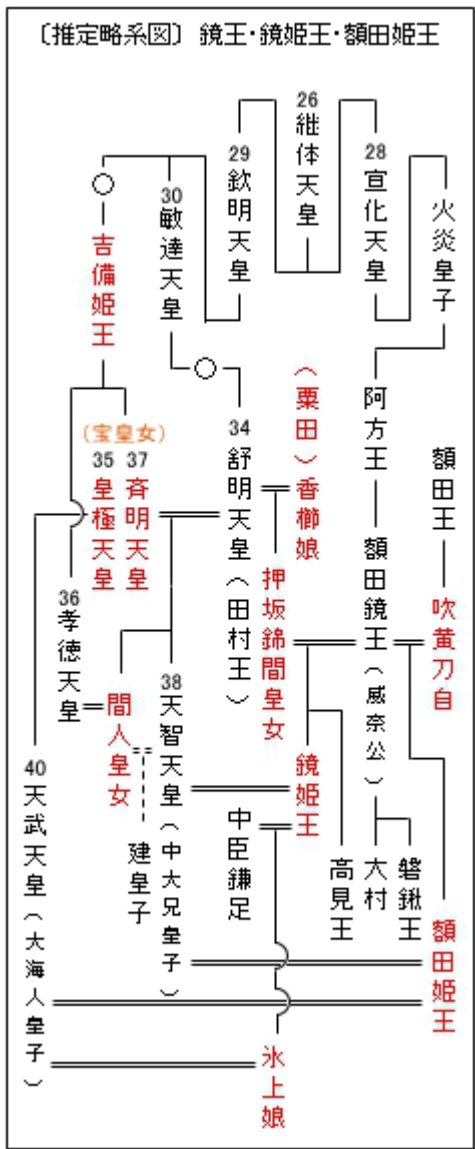 〔推定略系図〕 鏡王・鏡姫王・額田姫王
火炎皇子
28
宣化天皇
26
継体天皇
29
欽明天皇
30
敏達天皇
吉備姫王
額田王
吹黄刀自
阿方王
額田鏡王(威奈公)
(粟田)香櫛娘
押坂錦間皇女
34
舒明天皇(田村王)
(宝皇女)
37
斉明天皇
35
皇極天皇
36
孝徳天皇
間人皇女
38
天智天皇(中大兄皇子)
鏡姫王
中臣鎌足
高見王
大村
磐鍬王
額田姫王
建皇子
40
天武天皇(大海人皇子)
氷上娘